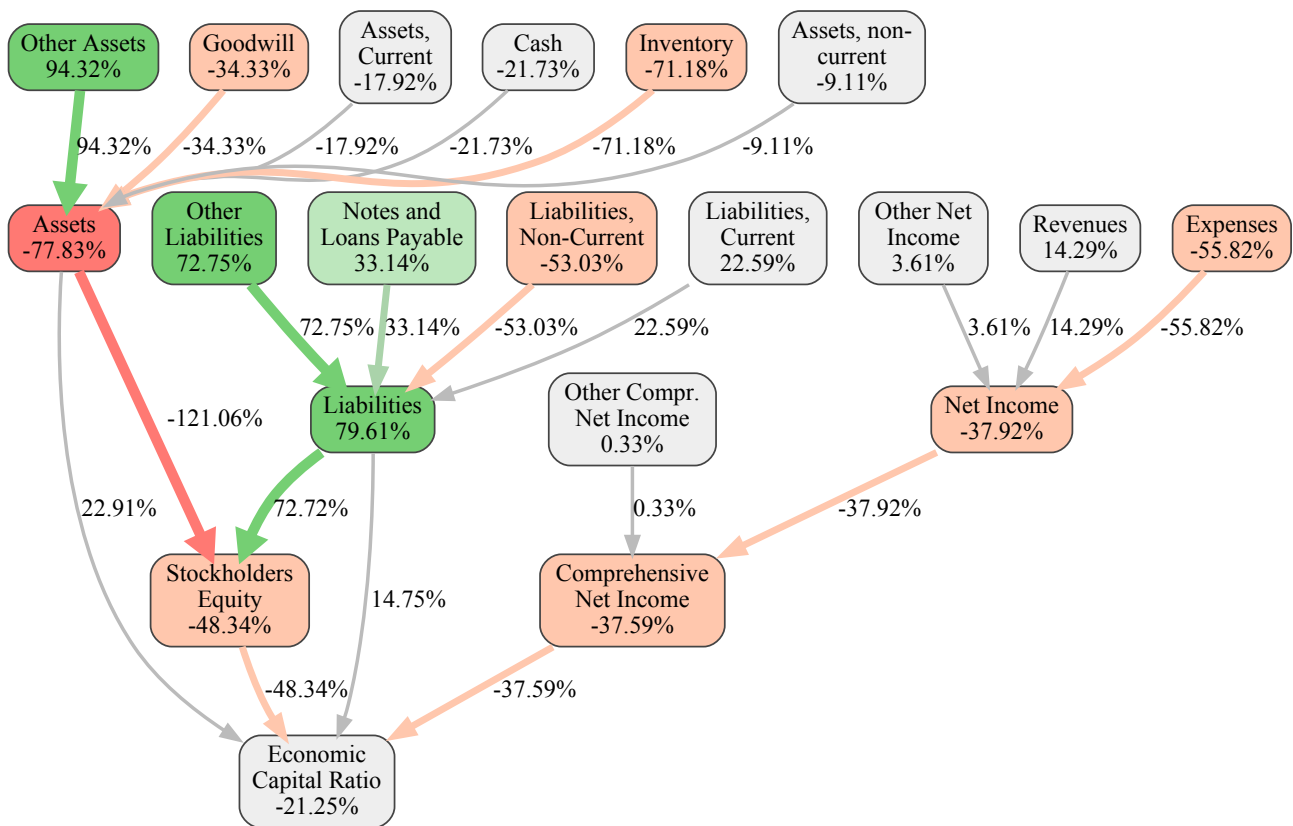 Other Assets
94.32%
Goodwill
-34.33%
Assets,
Current
-17.92%
Cash
-21.73%
Inventory
-71.18%
Assets, non-
current
-9.11%
94.32%
-34.33%
-17.92%
-21.73%
-71.18%
-9.11%
Assets
-77.83%
Other
Liabilities
72.75%
Notes and
Loans Payable
33.14%
Liabilities,
Non-Current
-53.03%
Liabilities,
Current
22.59%
Other Net
Income
3.61%
Revenues
14.29%
Expenses
-55.82%
72.75%
33.14%
-53.03%
22.59%
3.61%
14.29%
-55.82%
-121.06%
Liabilities
79.61%
Other Compr.
Net Income
0.33%
Net Income
-37.92%
22.91%
72.72%
0.33%
-37.92%
Stockholders
Equity
-48.34%
14.75%
Comprehensive
Net Income
-37.59%
-48.34%
-37.59%
Economic
Capital Ratio
-21.25%